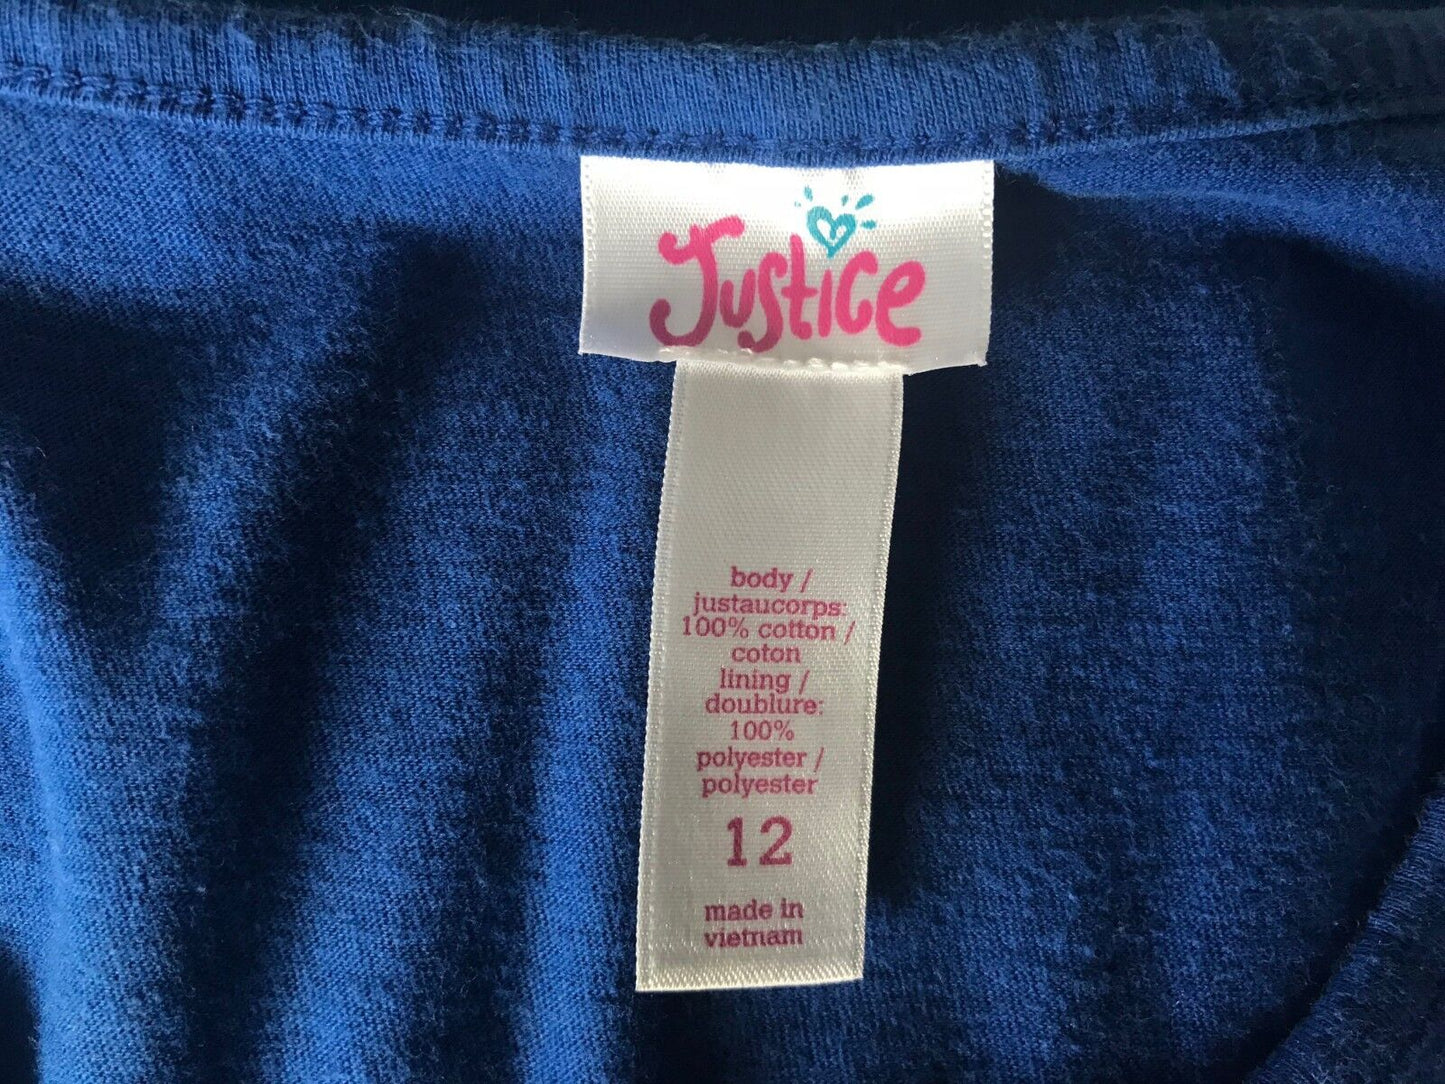 Justice
body /
justaucorps:
100% cotton /
coton
lining /
doublure:
100%
polyester /
polyester
12
made in
vietnam